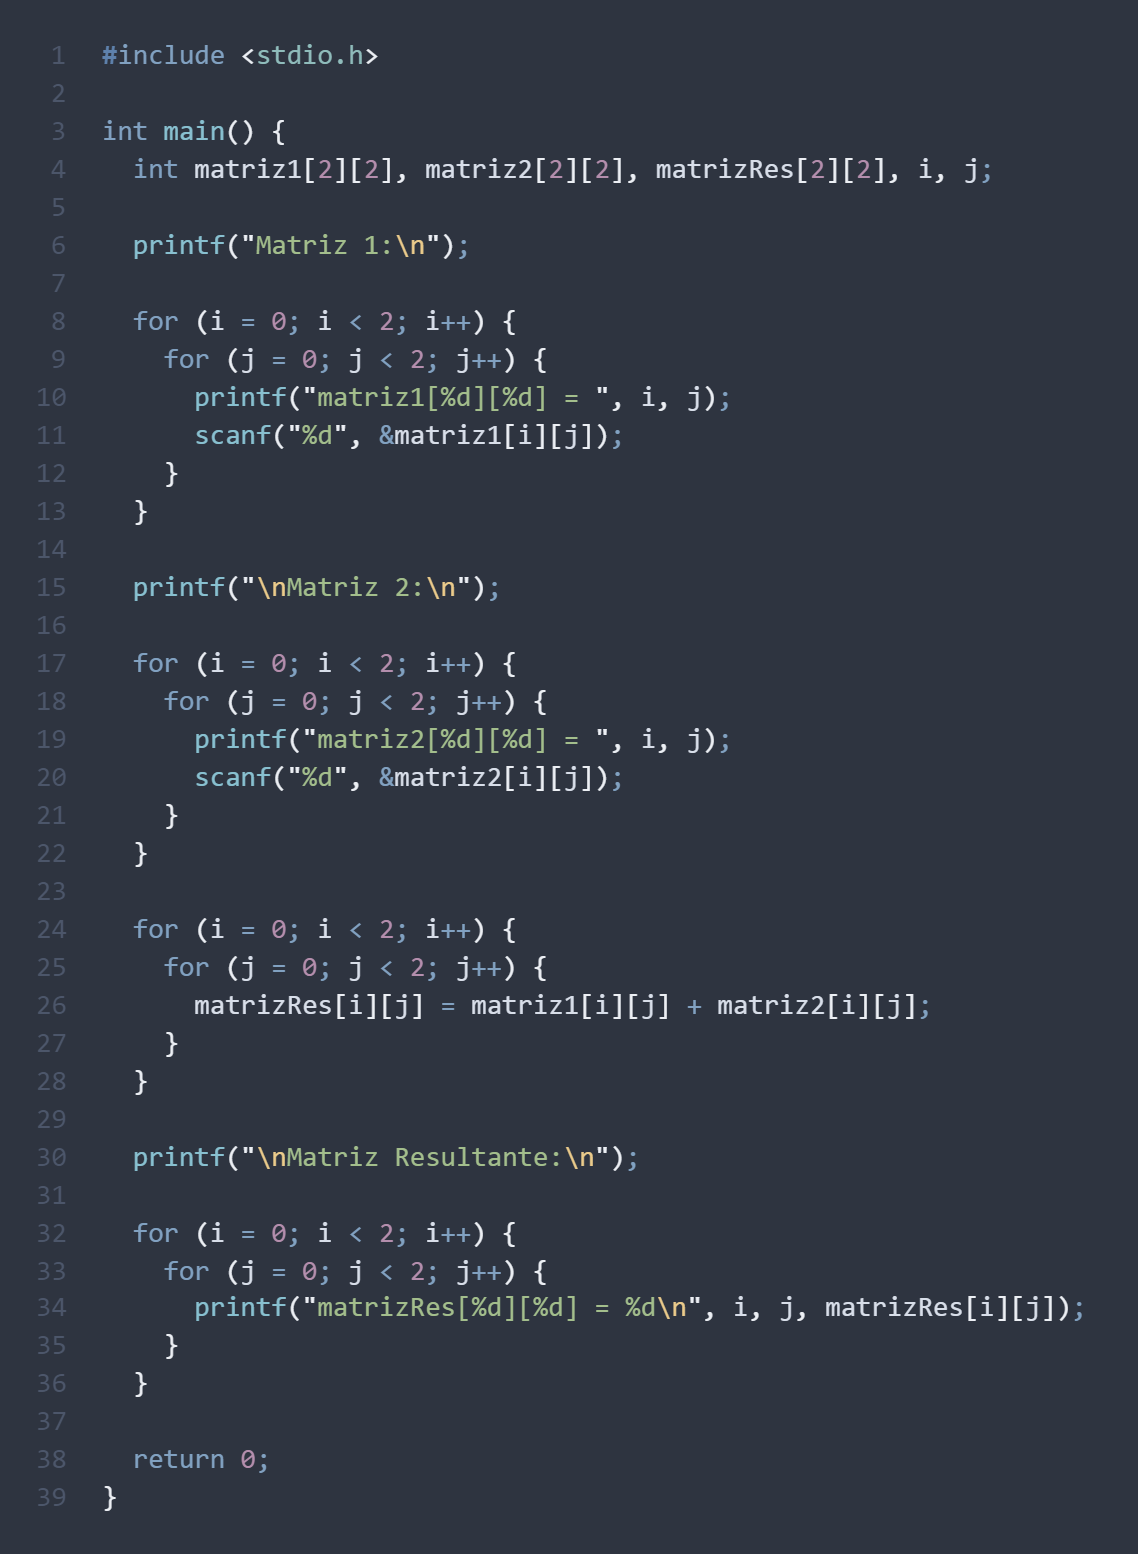 1 #include <stdio.h>
2
3 int main() {
4   int matriz1[2][2], matriz2[2][2], matrizRes[2][2], i, j;
5
6   printf("Matriz 1:\n");
7
8   for (i = 0; i < 2; i++) {
9     for (j = 0; j < 2; j++) {
10       printf("matriz1[%d][%d] = ", i, j);
11       scanf("%d", &matriz1[i][j]);
12     }
13   }
14
15   printf("\nMatriz 2:\n");
16
17   for (i = 0; i < 2; i++) {
18     for (j = 0; j < 2; j++) {
19       printf("matriz2[%d][%d] = ", i, j);
20       scanf("%d", &matriz2[i][j]);
21     }
22   }
23
24   for (i = 0; i < 2; i++) {
25     for (j = 0; j < 2; j++) {
26       matrizRes[i][j] = matriz1[i][j] + matriz2[i][j];
27     }
28   }
29
30   printf("\nMatriz Resultante:\n");
31
32   for (i = 0; i < 2; i++) {
33     for (j = 0; j < 2; j++) {
34       printf("matrizRes[%d][%d] = %d\n", i, j, matrizRes[i][j]);
35     }
36   }
37
38   return 0;
39 }